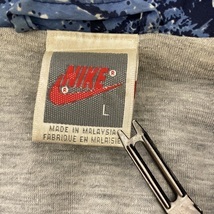 NIKE
® ®
L
MADE IN MALAYSIA
FABRIQUE EN MALAISIE